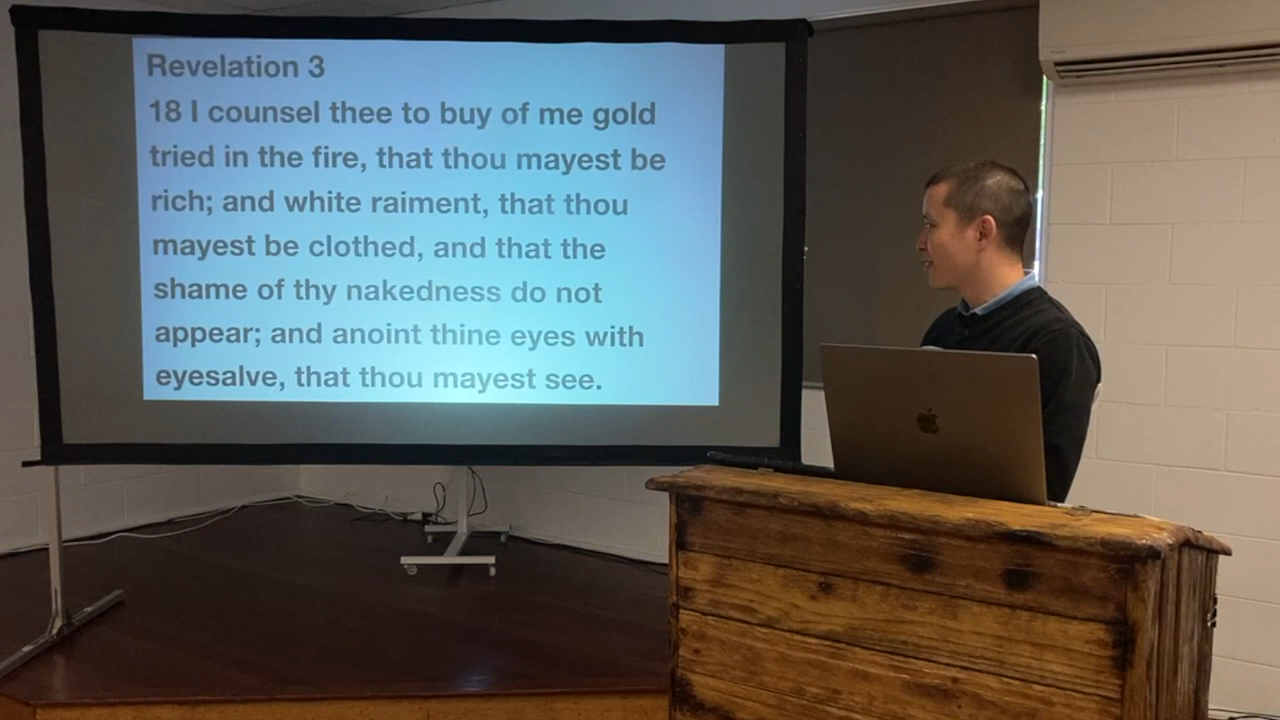 Revelation 3
18 I counsel thee to buy of me gold
tried in the fire, that thou mayest be
rich; and white raiment, that thou
mayest be clothed, and that the
shame of thy nakedness do not
appear; and anoint thine eyes with
eyesalve, that thou mayest see.